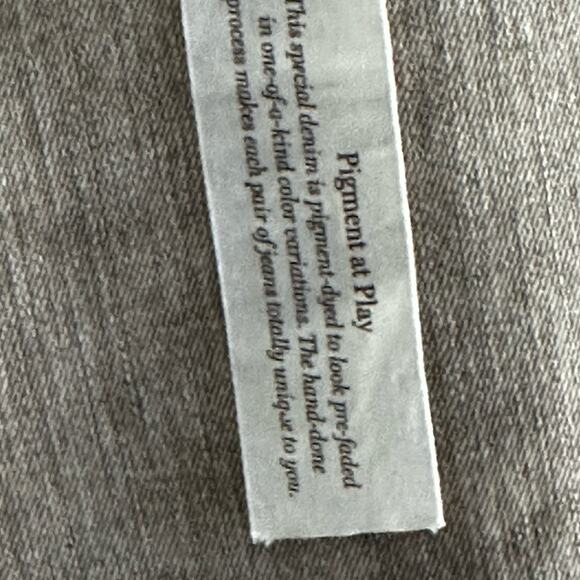 Pigment at Play
This special denim is pigment-dyed to look pre-faded
in one-of-a-kind color variations. The hand-done
process makes each pair of jeans totally unique to you.